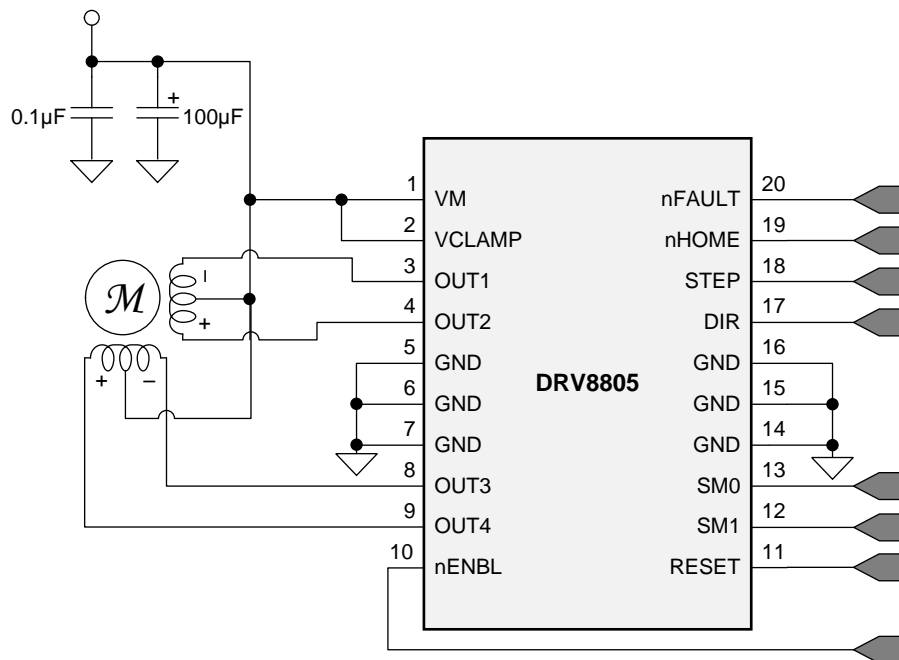 0.1µF
+
100µF
DRV8805
1
VM
2
VCLAMP
3
OUT1
4
OUT2
5
GND
6
GND
7
GND
8
OUT3
9
OUT4
10
nENBL
20
nFAULT
19
nHOME
18
STEP
17
DIR
16
GND
15
GND
14
GND
13
SM0
12
SM1
11
RESET
M
–
+
+ –